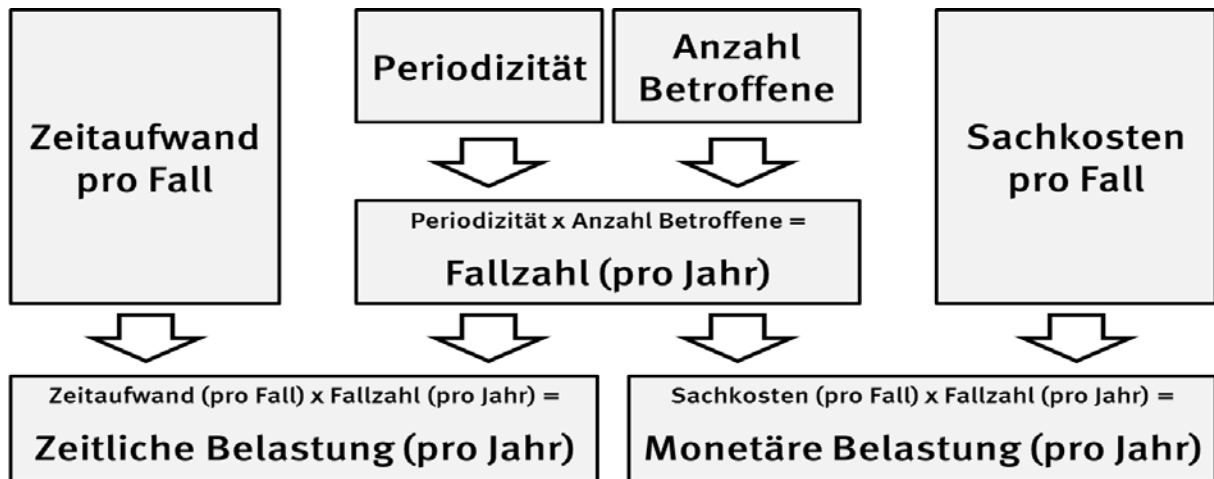 Zeitaufwand
pro Fall
Periodizität
Anzahl
Betroffene
Sachkosten
pro Fall
Periodizität x Anzahl Betroffene =
Fallzahl (pro Jahr)
Zeitaufwand (pro Fall) x Fallzahl (pro Jahr) =
Zeitliche Belastung (pro Jahr)
Sachkosten (pro Fall) x Fallzahl (pro Jahr) =
Monetäre Belastung (pro Jahr)